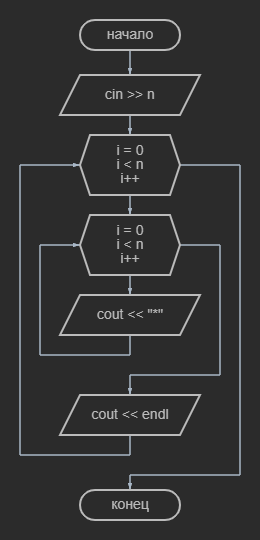 начало
cin >> n
i = 0
i < n
i++
i = 0
i < n
i++
cout << "*"
cout << endl
конец